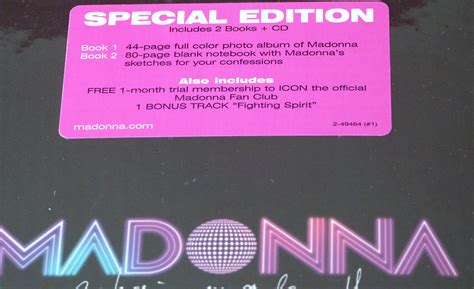 SPECIAL EDITION
Includes 2 Books + CD
Book 1 44-page full color photo album of Madonna
Book 2 80-page blank notebook with Madonna's
sketches for your confessions
Also includes
FREE 1-month trial membership to ICON the official
Madonna Fan Club
1 BONUS TRACK "Fighting Spirit"
madonna.com 2-49464 (#1)
MADONNA